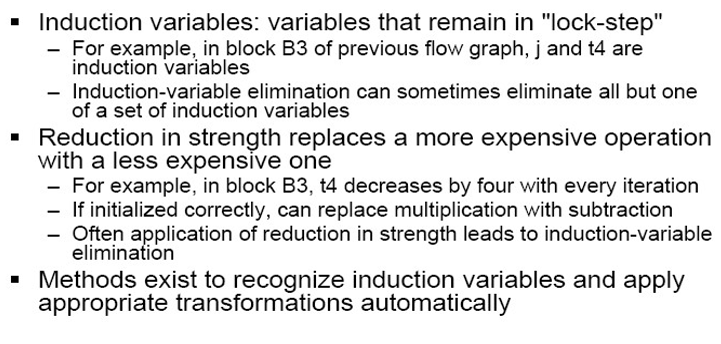 ▪ Induction variables: variables that remain in "lock-step"
– For example, in block B3 of previous flow graph, j and t4 are
induction variables
– Induction-variable elimination can sometimes eliminate all but one
of a set of induction variables
▪ Reduction in strength replaces a more expensive operation
with a less expensive one
– For example, in block B3, t4 decreases by four with every iteration
– If initialized correctly, can replace multiplication with subtraction
– Often application of reduction in strength leads to induction-variable
elimination
▪ Methods exist to recognize induction variables and apply
appropriate transformations automatically